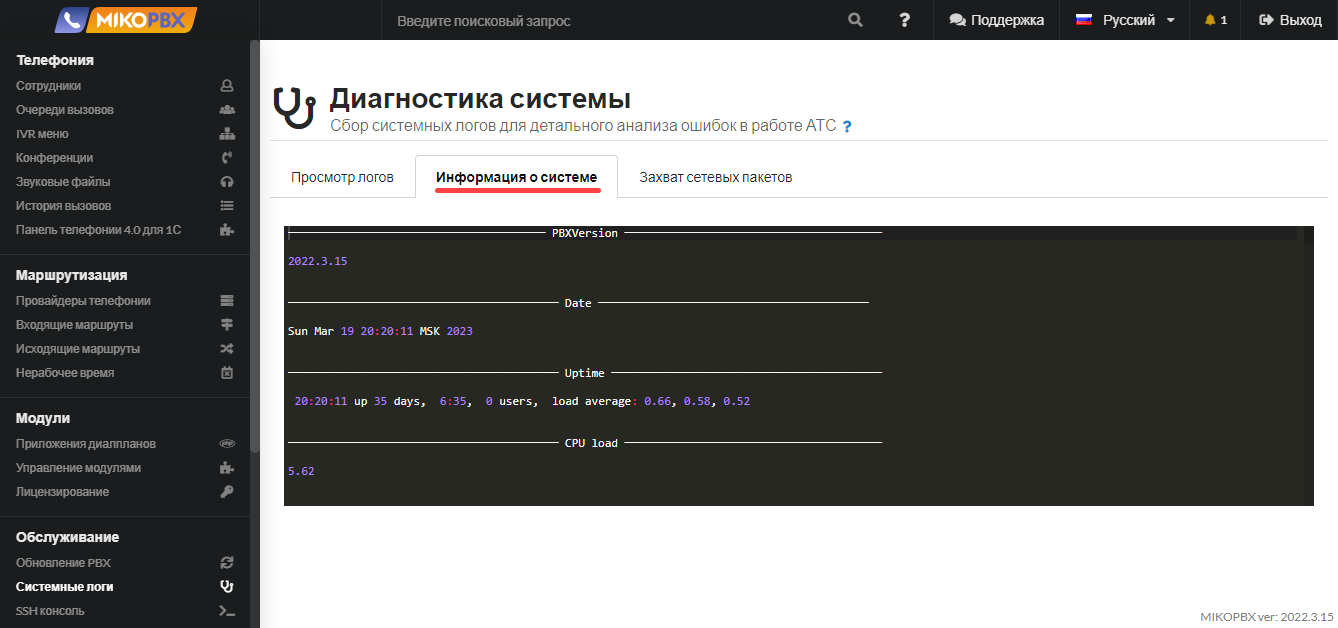 MIKOPBX
Введите поисковый запрос
?
Поддержка
Русский
1
Выход
Телефония
Сотрудники
Очереди вызовов
IVR меню
Конференции
Звуковые файлы
История вызовов
Панель телефонии 4.0 для 1С
Маршрутизация
Провайдеры телефонии
Входящие маршруты
Исходящие маршруты
Нерабочее время
Модули
Приложения диалпланов
Управление модулями
Лицензирование
Обслуживание
Обновление PBX
Системные логи
SSH консоль
Диагностика системы
Сбор системных логов для детального анализа ошибок в работе АТС ?
Просмотр логов
Информация о системе
Захват сетевых пакетов
PBXVersion
2022.3.15
Date
Sun Mar 19 20:20:11 MSK 2023
Uptime
20:20:11 up 35 days, 6:35, 0 users, load average: 0.66, 0.58, 0.52
CPU load
5.62
MIKOPBX ver: 2022.3.15